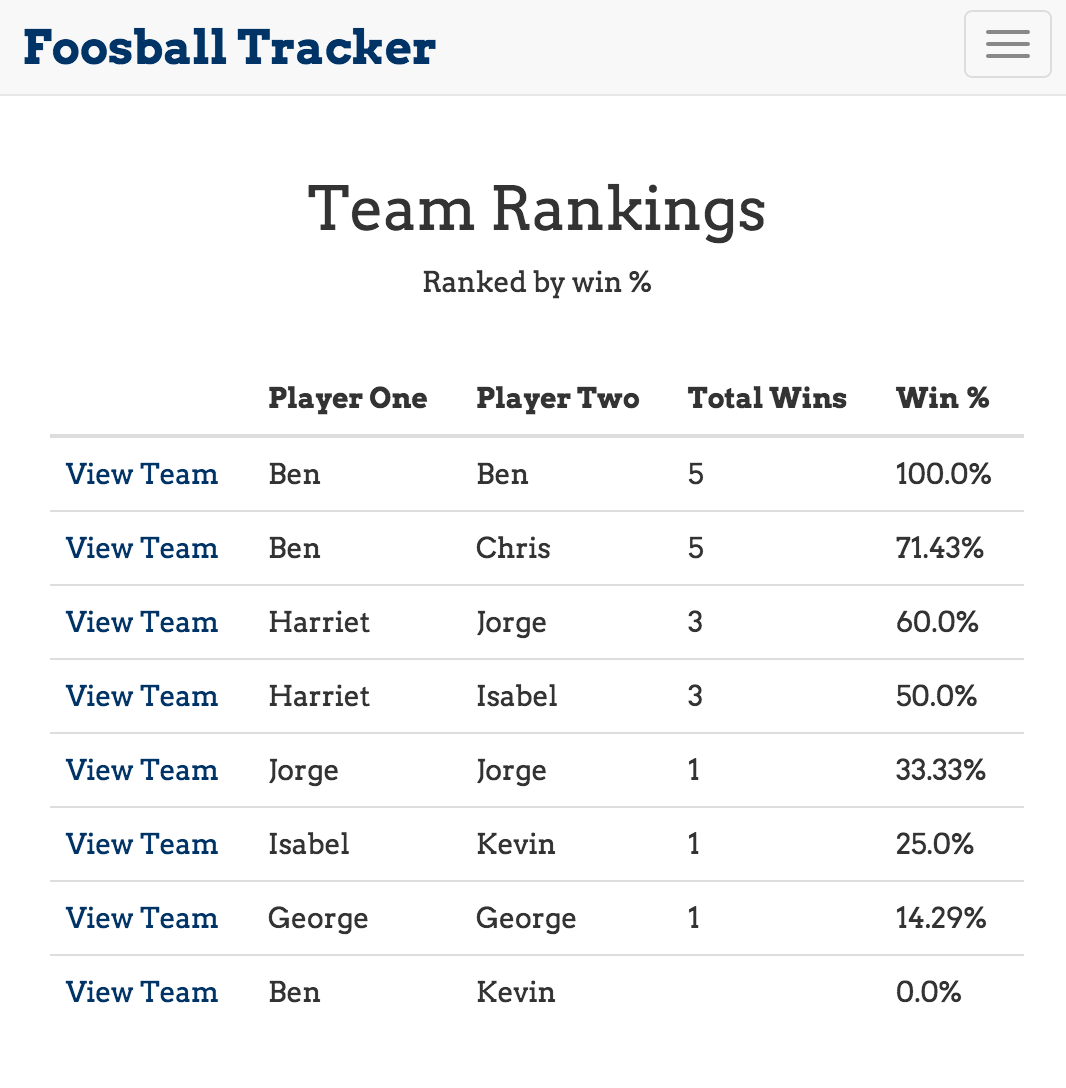 Foosball Tracker
Team Rankings
Ranked by win %
Player One Player Two Total Wins Win %
View Team Ben Ben 5 100.0%
View Team Ben Chris 5 71.43%
View Team Harriet Jorge 3 60.0%
View Team Harriet Isabel 3 50.0%
View Team Jorge Jorge 1 33.33%
View Team Isabel Kevin 1 25.0%
View Team George George 1 14.29%
View Team Ben Kevin 0.0%